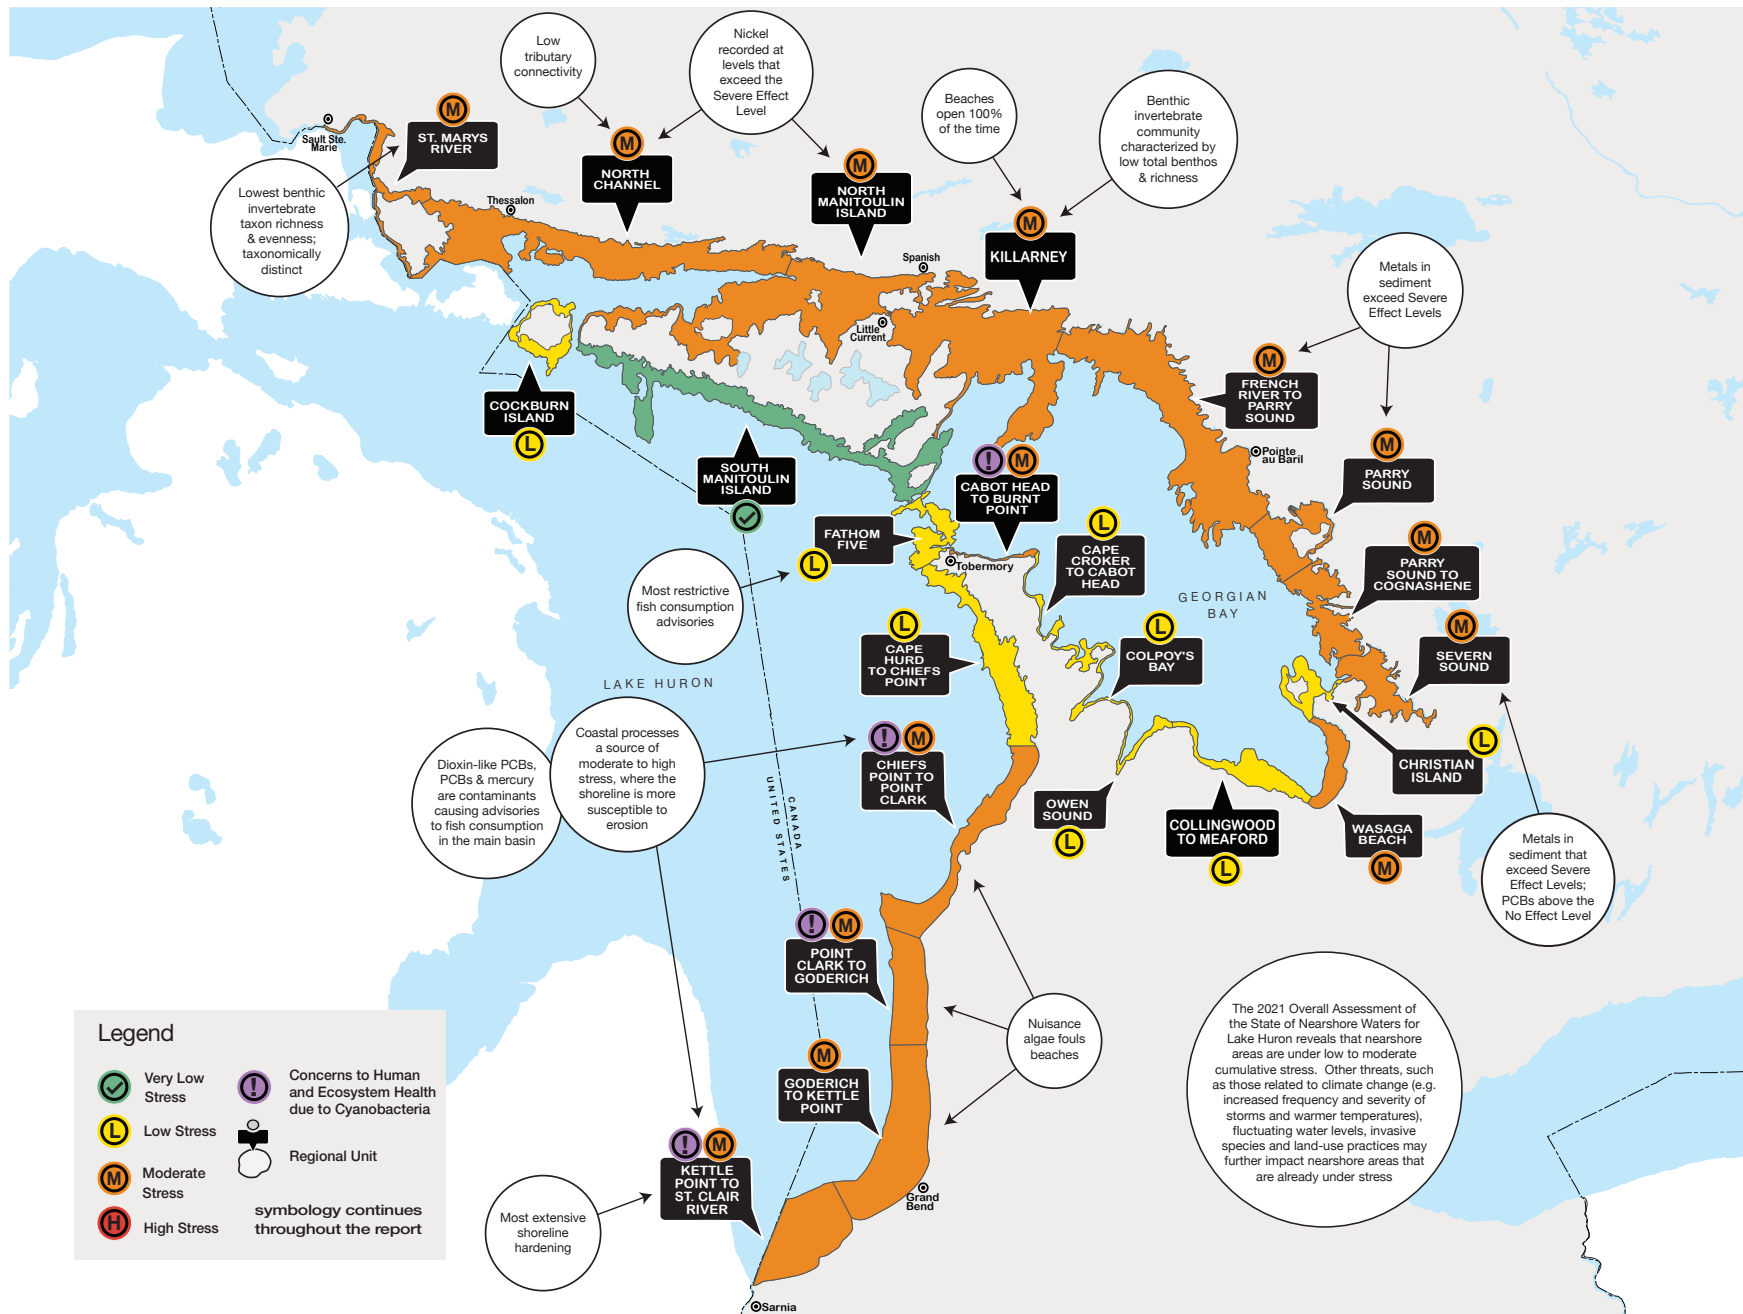 Low
tributary
connectivity
Nickel
recorded at
levels that
exceed the
Severe Effect
Level
Beaches
open 100%
of the time
Benthic
invertebrate
community
characterized by
low total benthos
& richness
M
ST. MARYS
RIVER
Sault Ste.
Marie
Lowest benthic
invertebrate
taxon richness
& evenness;
taxonomically
distinct
M
NORTH
CHANNEL
M
NORTH
MANITOULIN
ISLAND
M
KILLARNEY
Thessalon
Spanish
Little
Current
Metals in
sediment
exceed Severe
Effect Levels
M
FRENCH
RIVER TO
PARRY
SOUND
Pointe
au Baril
M
PARRY
SOUND
COCKBURN
ISLAND
L
SOUTH
MANITOULIN
ISLAND
! M
CABOT HEAD
TO BURNT
POINT
FATHOM
FIVE
L
Tobermory
L
CAPE
CROKER
TO CABOT
HEAD
M
PARRY
SOUND TO
COGNASHENE
GEORGIAN
BAY
Most restrictive
fish consumption
advisories
L
CAPE
HURD
TO CHIEFS
POINT
L
COLPOY'S
BAY
M
SEVERN
SOUND
LAKE HURON
Dioxin-like PCBs,
PCBs & mercury
are contaminants
causing advisories
to fish consumption
in the main basin
Coastal processes
a source of
moderate to high
stress, where the
shoreline is more
susceptible to
erosion
! M
CHIEFS
POINT TO
POINT
CLARK
CANADA
UNITED STATES
L
CHRISTIAN
ISLAND
OWEN
SOUND
L
COLLINGWOOD
TO MEAFORD
L
WASAGA
BEACH
M
Metals in
sediment that
exceed Severe
Effect Levels;
PCBs above the
No Effect Level
! M
POINT
CLARK TO
GODERICH
Nuisance
algae fouls
beaches
M
GODERICH
TO KETTLE
POINT
! M
KETTLE
POINT TO
ST. CLAIR
RIVER
Most extensive
shoreline
hardening
Grand
Bend
Sarnia
The 2021 Overall Assessment of
the State of Nearshore Waters for
Lake Huron reveals that nearshore
areas are under low to moderate
cumulative stress. Other threats, such
as those related to climate change (e.g.
increased frequency and severity of
storms and warmer temperatures),
fluctuating water levels, invasive
species and land-use practices may
further impact nearshore areas that
are already under stress
Legend
Very Low
Stress
L
Low Stress
M
Moderate
Stress
H
High Stress
!
Concerns to Human
and Ecosystem Health
due to Cyanobacteria
Regional Unit
symbology continues
throughout the report